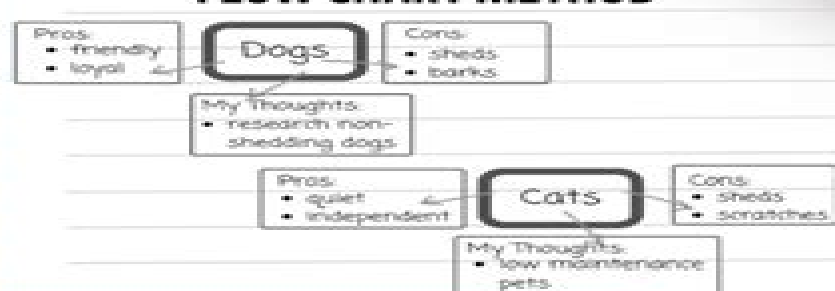 Pros:
• friendly
• loyal
Dogs
Cons:
• sheds
• barks
My Thoughts:
• research non-
shedding dogs
Pros:
• quiet
• independent
Cats
Cons:
• sheds
• scratches
My Thoughts:
• low maintenance
pets